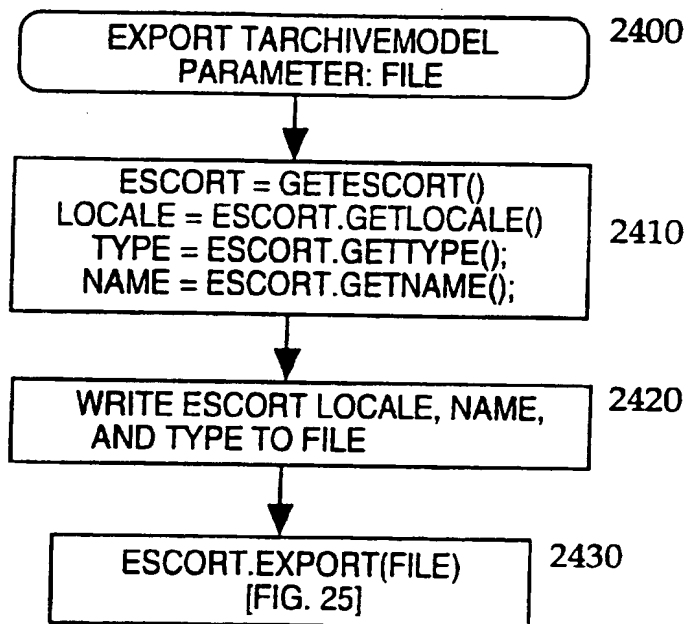 EXPORT TARCHIVEMODEL
PARAMETER: FILE
2400
ESCORT = GETESCORT()
LOCALE = ESCORT.GETLOCALE()
TYPE = ESCORT.GETTYPE();
NAME = ESCORT.GETNAME();
2410
WRITE ESCORT LOCALE, NAME,
AND TYPE TO FILE
2420
ESCORT.EXPORT(FILE)
[FIG. 25]
2430